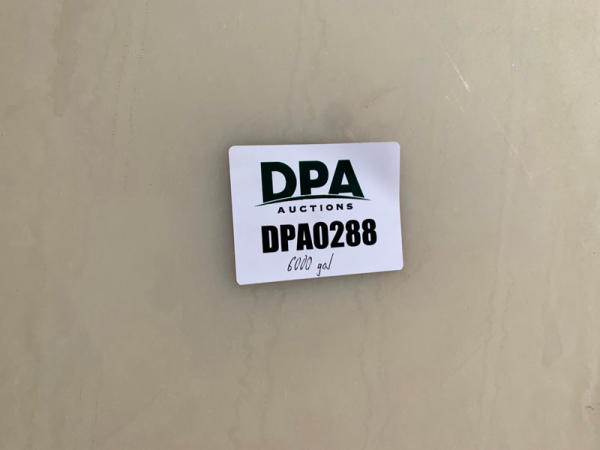 DPA
AUCTIONS
DPA0288
6000 gal